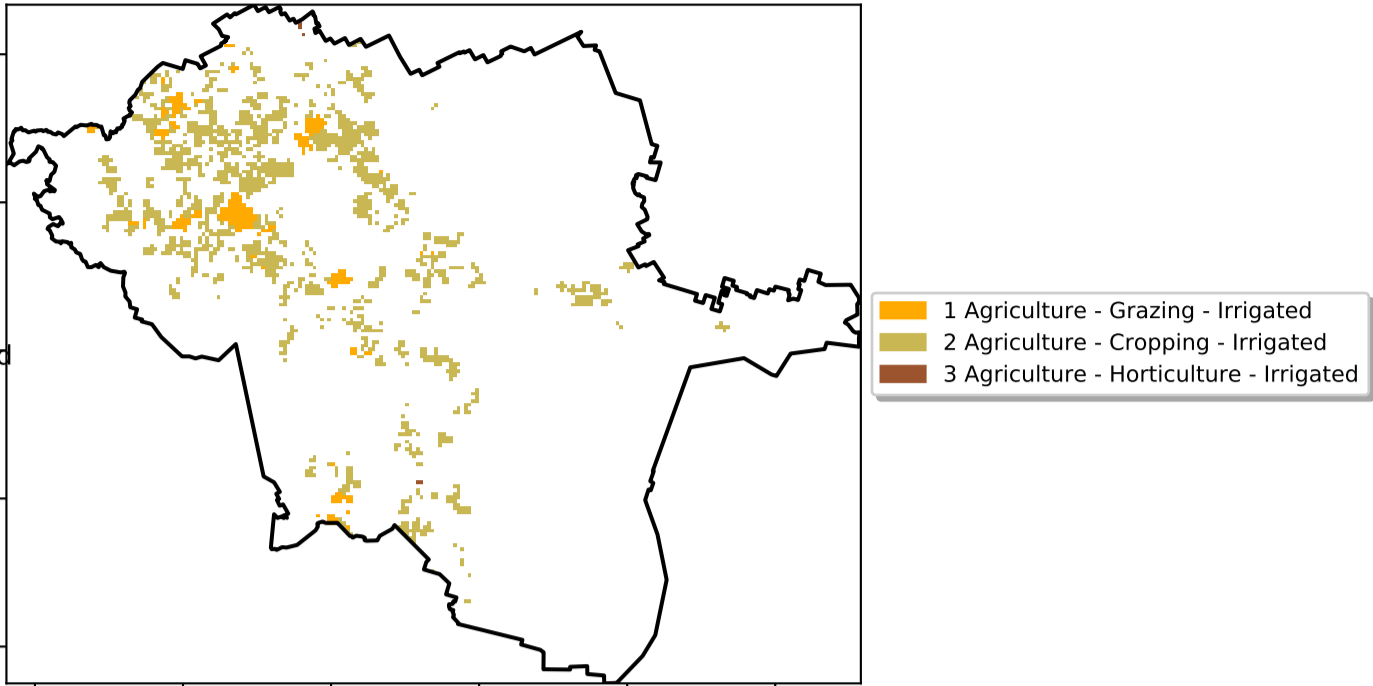 1 Agriculture - Grazing - Irrigated
2 Agriculture - Cropping - Irrigated
3 Agriculture - Horticulture - Irrigated